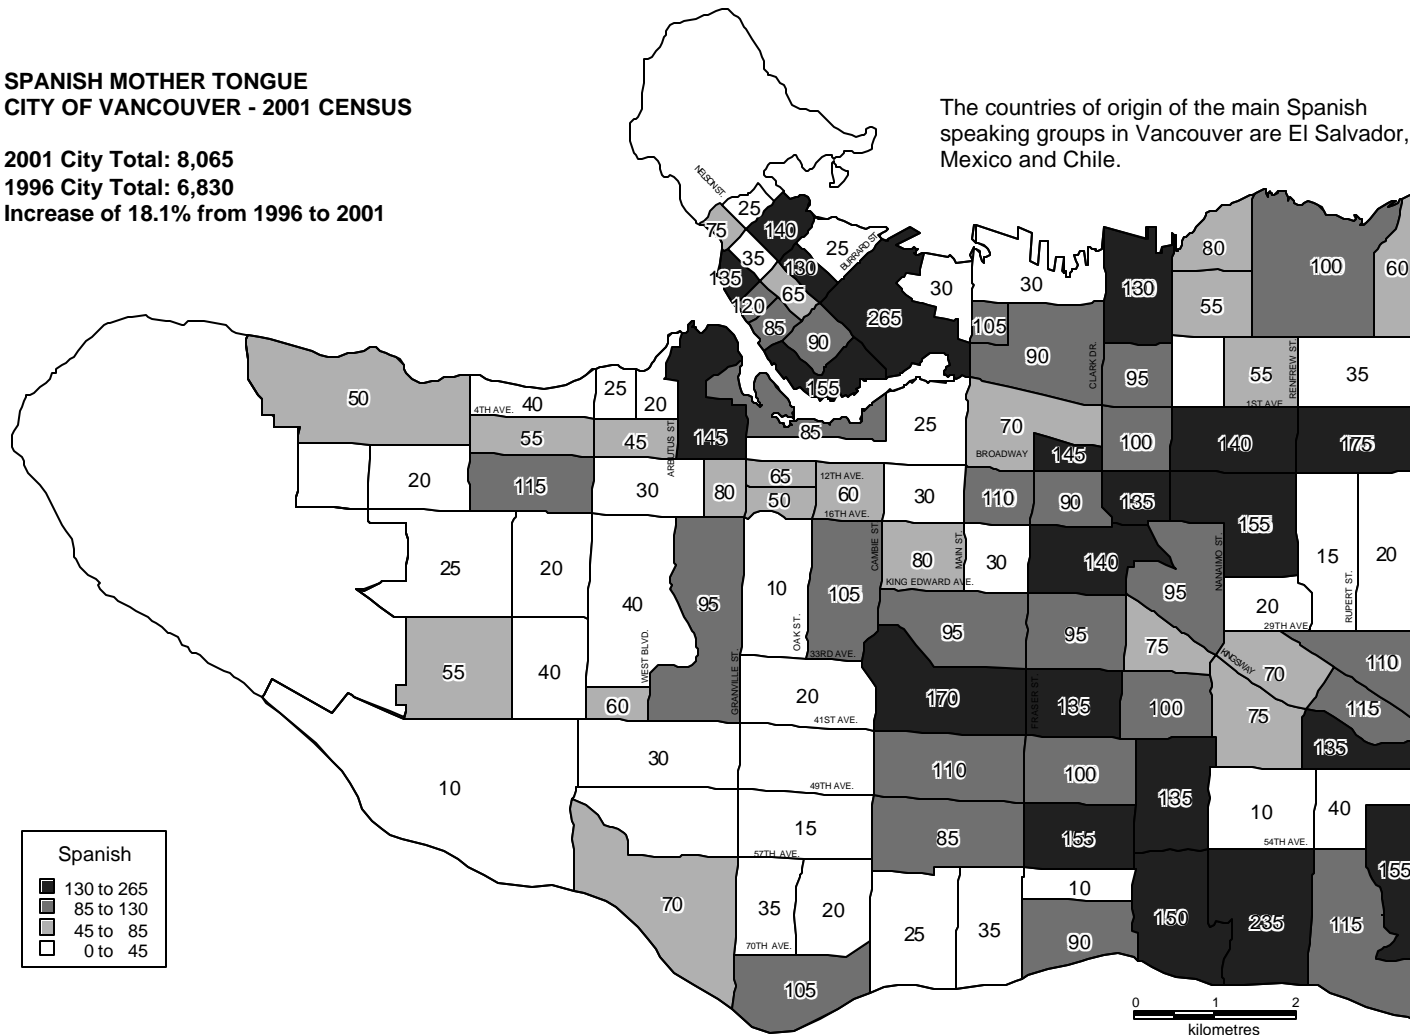 SPANISH MOTHER TONGUE
CITY OF VANCOUVER - 2001 CENSUS
2001 City Total: 8,065
1996 City Total: 6,830
Increase of 18.1% from 1996 to 2001
The countries of origin of the main Spanish
speaking groups in Vancouver are El Salvador,
Mexico and Chile.
NELSON ST.
25
75
140
35
25
BURRARD ST.
135
130
65
120
85
90
265
155
30
30
130
80
100
60
55
105
90
CLARK DR.
95
55
RENFREW ST.
35
1ST AVE
50
4TH AVE.
40
25
20
55
45
ARBUTUS ST.
145
85
25
70
BROADWAY
145
100
140
175
20
115
30
80
65
50
12TH AVE.
60
16TH AVE.
30
110
90
135
155
15
20
25
20
40
95
10
OAK ST.
105
CAMBIE ST.
80
MAIN ST.
KING EDWARD AVE.
30
140
95
NANAIMO ST.
20
29TH AVE
RUPERT ST.
55
40
WEST BLVD.
60
GRANVILLE ST.
33RD AVE.
95
95
75
KINGSWAY
70
110
20
41ST AVE.
170
FRASER ST.
135
100
75
115
135
10
30
49TH AVE.
110
100
135
10
54TH AVE.
40
15
57TH AVE.
85
155
155
70
35
70TH AVE.
20
25
35
10
90
150
235
115
105
Spanish
130 to 265
85 to 130
45 to 85
0 to 45
0 1 2
kilometres